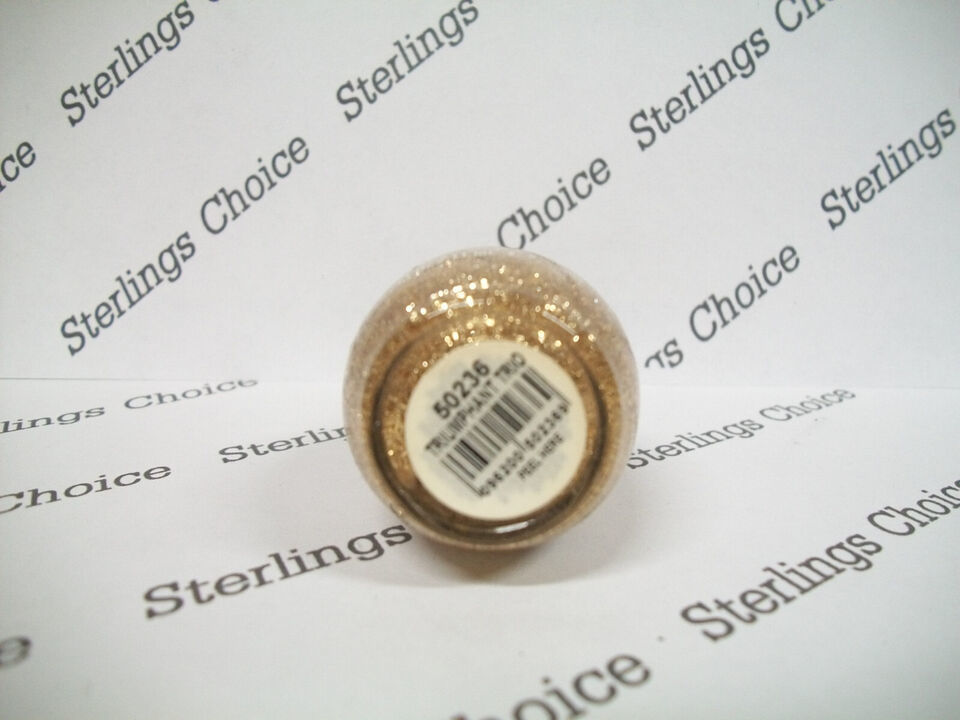 Sterlings
Sterlings
Sterlings
Sterlings Choice
Choice
Sterlings
Choice
Sterlings Choice
Choice
Sterlings
Choice
Sterlings Choice
Sterlings
Sterlings Choice
Choice
50236
TRIUMPHANT TRIO
PEEL HERE